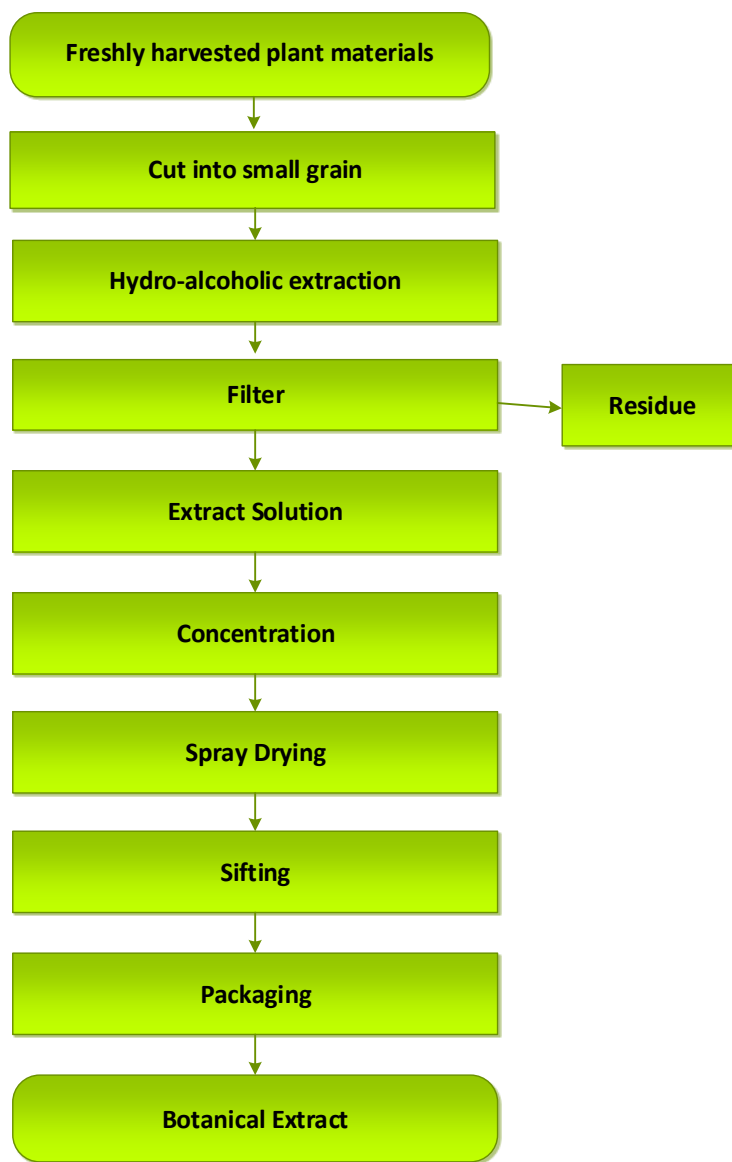 Freshly harvested plant materials
Cut into small grain
Hydro-alcoholic extraction
Filter
Residue
Extract Solution
Concentration
Spray Drying
Sifting
Packaging
Botanical Extract